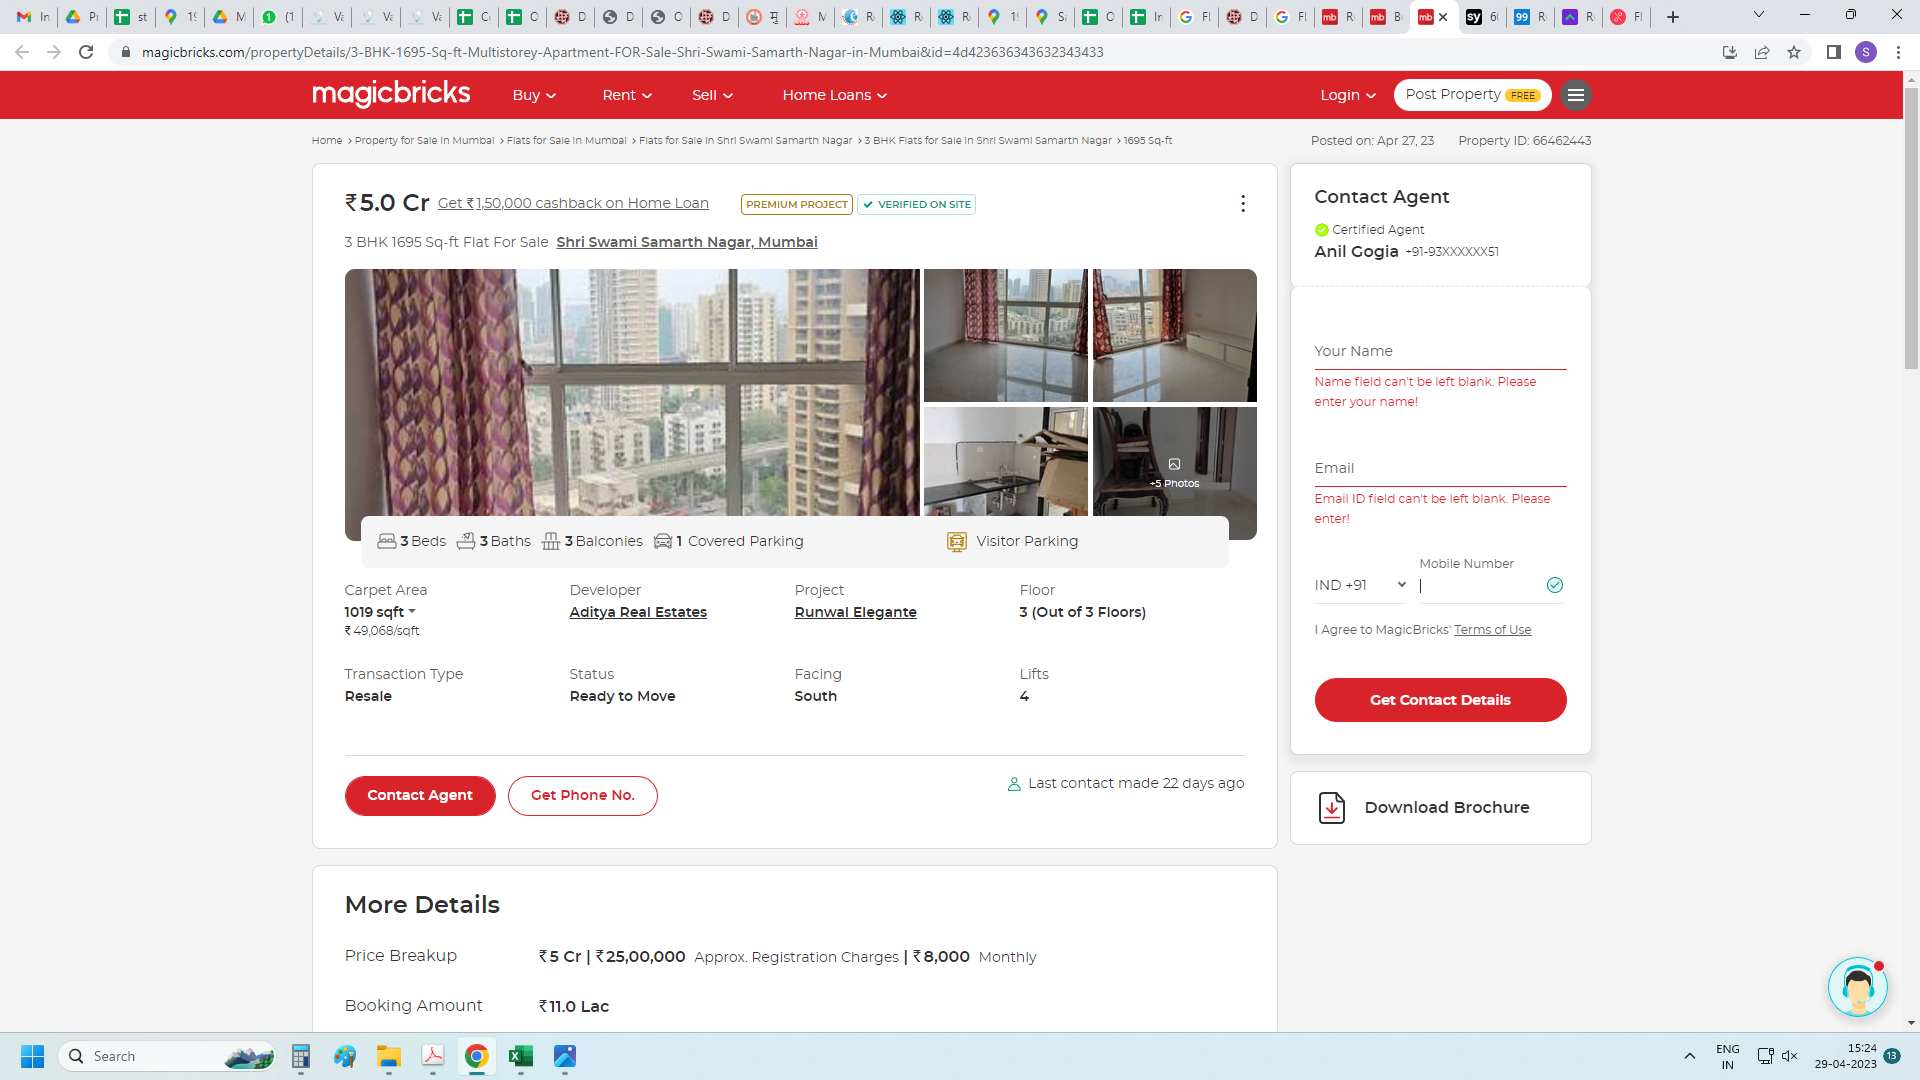 magicbricks.com/propertyDetails/3-BHK-1695-Sq-ft-Multistorey-Apartment-FOR-Sale-Shri-Swami-Samarth-Nagar-in-Mumbai&id=4d423636343632343433
magicbricks Buy Rent Sell Home Loans Login Post Property FREE
Home > Property for Sale in Mumbai > Flats for Sale in Mumbai > Flats for Sale in Shri Swami Samarth Nagar > 3 BHK Flats for Sale in Shri Swami Samarth Nagar > 1695 Sq-ft
Posted on: Apr 27, 23 Property ID: 66462443
₹5.0 Cr Get ₹1,50,000 cashback on Home Loan PREMIUM PROJECT VERIFIED ON SITE
3 BHK 1695 Sq-ft Flat For Sale Shri Swami Samarth Nagar, Mumbai
+5 Photos
3 Beds 3 Baths 3 Balconies 1 Covered Parking Visitor Parking
Carpet Area Developer Project Floor
1019 sqft Aditya Real Estates Runwal Elegante 3 (Out of 3 Floors)
₹49,068/sqft
Transaction Type Status Facing Lifts
Resale Ready to Move South 4
Contact Agent Get Phone No. Last contact made 22 days ago
More Details
Price Breakup ₹5 Cr | ₹25,00,000 Approx. Registration Charges | ₹8,000 Monthly
Booking Amount ₹11.0 Lac
Contact Agent
Certified Agent
Anil Gogia +91-93XXXXXX51
Your Name
Name field can't be left blank. Please
enter your name!
Email
Email ID field can't be left blank. Please
enter!
Mobile Number
IND +91
I Agree to MagicBricks' Terms of Use
Get Contact Details
Download Brochure
Search
ENG
IN
15:24
29-04-2023
13